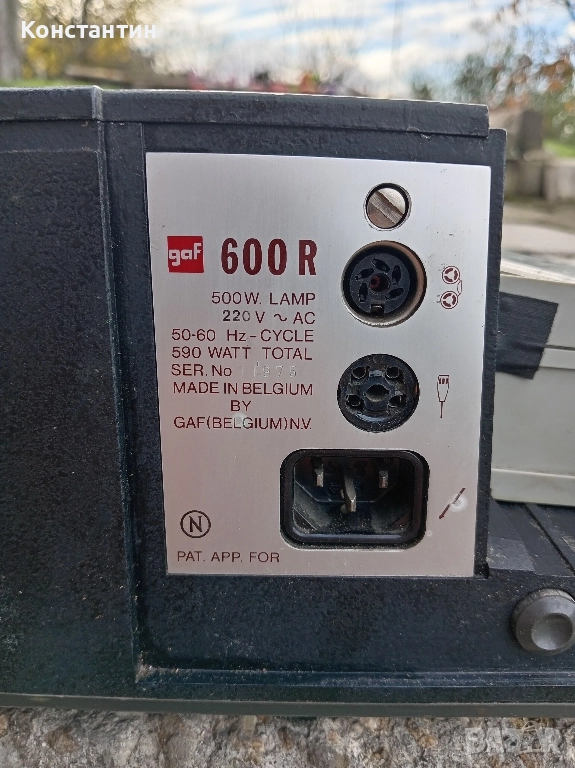 Константин
gaf 600 R
500W. LAMP
220 V ~ AC
50-60 Hz-CYCLE
590 WATT TOTAL
SER. No
MADE IN BELGIUM
BY
GAF (BELGIUM) N.V.
N
PAT. APP. FOR
BAZAR